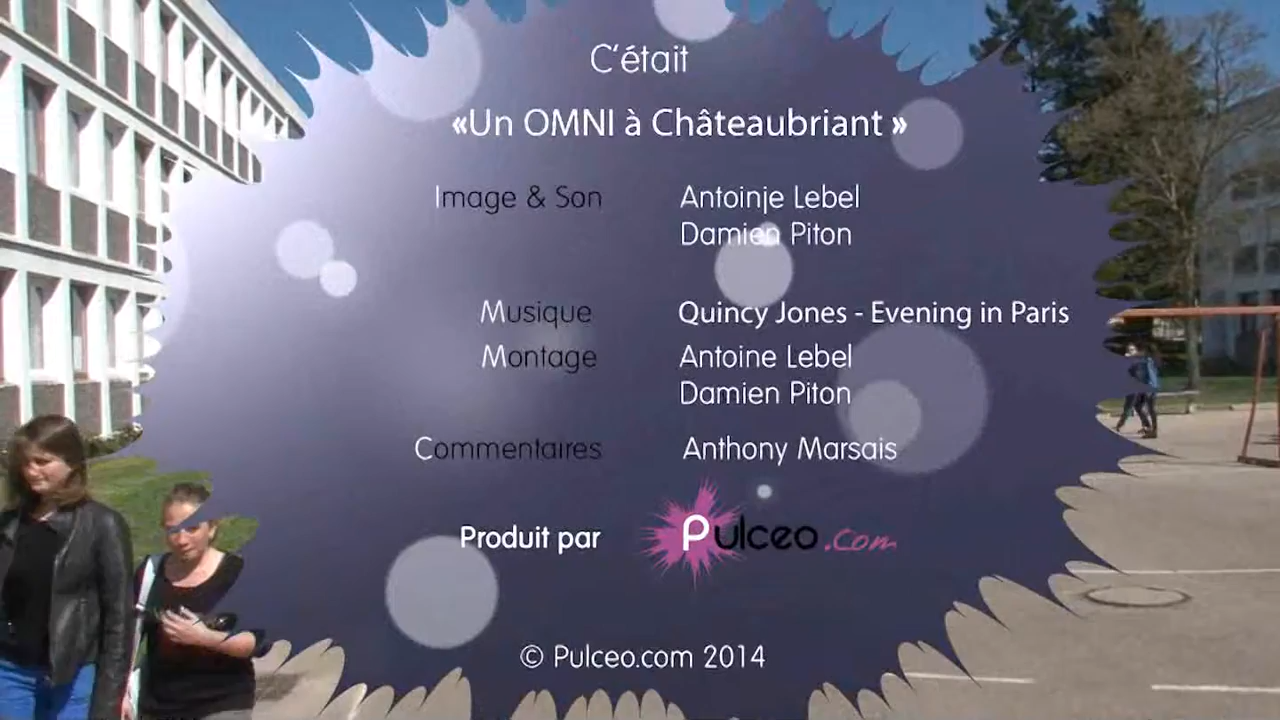 C'était
«Un OMNI à Châteaubriant »
Image & Son Antoinje Lebel
Damien Piton
Musique Quincy Jones - Evening in Paris
Montage Antoine Lebel
Damien Piton
Commentaires Anthony Marsais
Produit par Pulceo.com
© Pulceo.com 2014